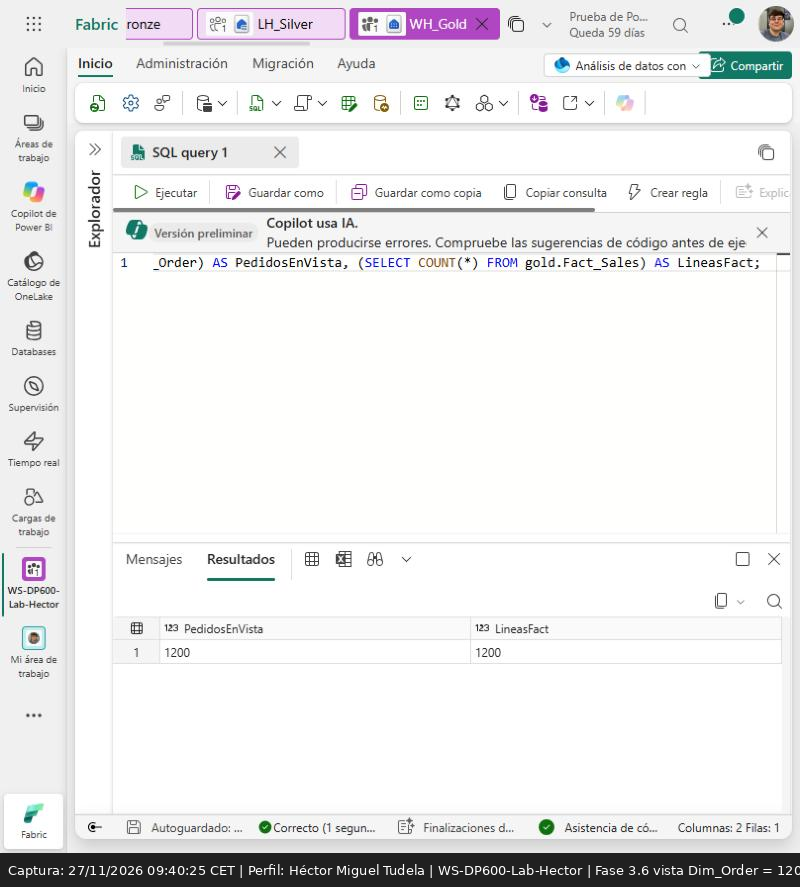 Fabric
ronze
LH_Silver
WH_Gold
Prueba de Po...
Queda 59 días
Inicio
Administración
Migración
Ayuda
Análisis de datos con
Compartir
Inicio
Áreas de
trabajo
Copilot de
Power BI
Catálogo de
OneLake
Databases
Supervisión
Tiempo real
Cargas de
trabajo
WS-DP600-
Lab-Hector
Mi área de
trabajo
Fabric
Explorador
SQL query 1
Ejecutar
Guardar como
Guardar como copia
Copiar consulta
Crear regla
Explic
Versión preliminar
Copilot usa IA.
Pueden producirse errores. Compruebe las sugerencias de código antes de eje
1 _Order) AS PedidosEnVista, (SELECT COUNT(*) FROM gold.Fact_Sales) AS LineasFact;
Mensajes
Resultados
123 PedidosEnVista
123 LineasFact
1 1200 1200
Autoguardado: ...
Correcto (1 segun...
Finalizaciones d...
Asistencia de có...
Columnas: 2 Filas: 1
Captura: 27/11/2026 09:40:25 CET | Perfil: Héctor Miguel Tudela | WS-DP600-Lab-Hector | Fase 3.6 vista Dim_Order = 120